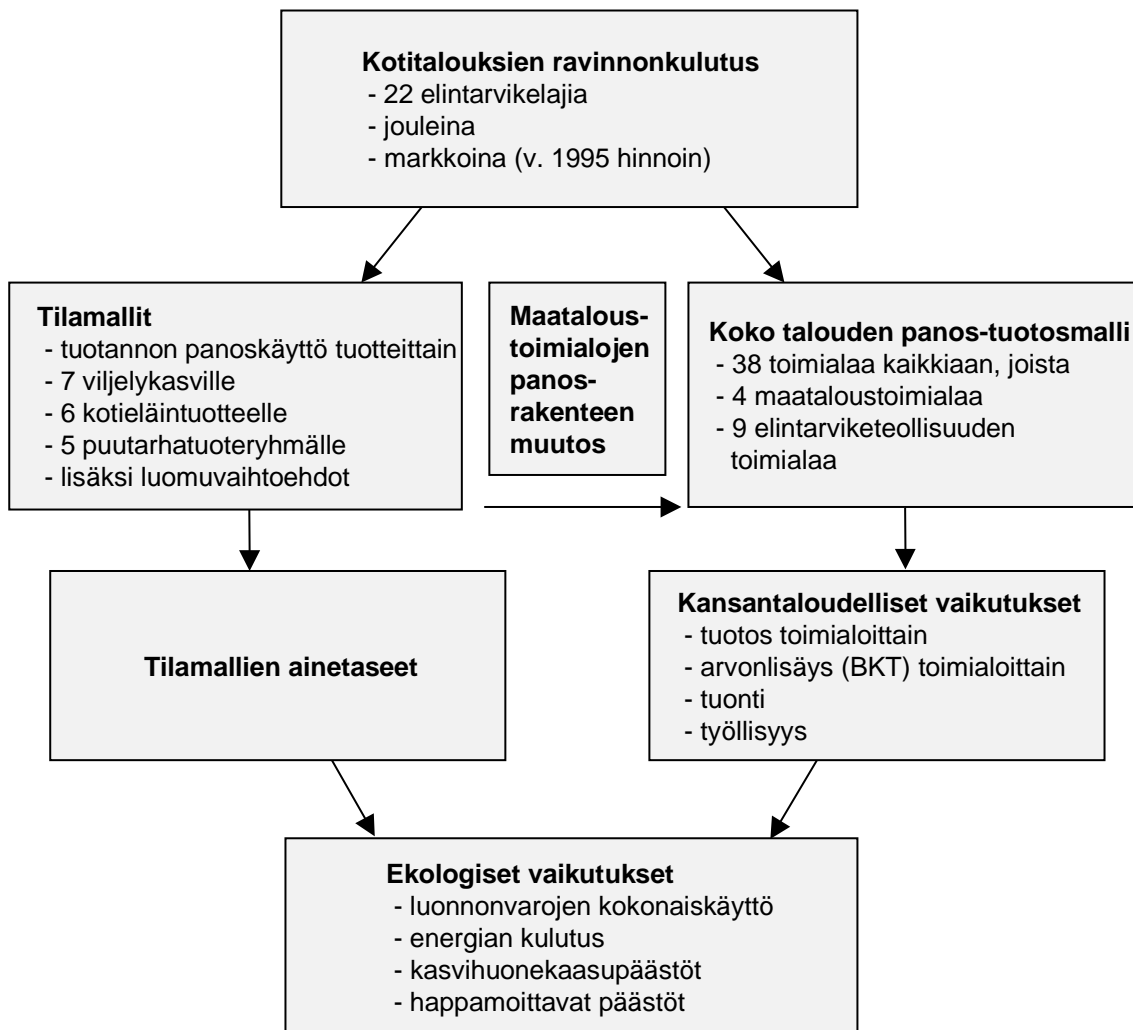 Kotitalouksien ravinnonkulutus
- 22 elintarvikelajia
- jouleina
- markkoina (v. 1995 hinnoin)
Tilamallit
- tuotannon panoskäyttö tuotteittain
- 7 viljelykasville
- 6 kotieläintuotteelle
- 5 puutarhatuoteryhmälle
- lisäksi luomuvaihtoehdot
Maatalous-
toimialojen
panos-
rakenteen
muutos
Koko talouden panos-tuotosmalli
- 38 toimialaa kaikkiaan, joista
- 4 maataloustoimialaa
- 9 elintarviketeollisuuden
toimialaa
Tilamallien ainetaseet
Kansantaloudelliset vaikutukset
- tuotos toimialoittain
- arvonlisäys (BKT) toimialoittain
- tuonti
- työllisyys
Ekologiset vaikutukset
- luonnonvarojen kokonaiskäyttö
- energian kulutus
- kasvihuonekaasupäästöt
- happamoittavat päästöt